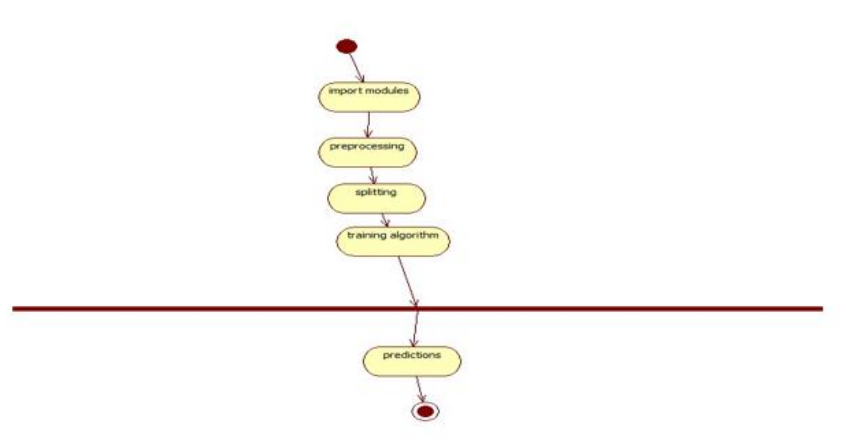 import modules
preprocessing
splitting
training algorithm
predictions